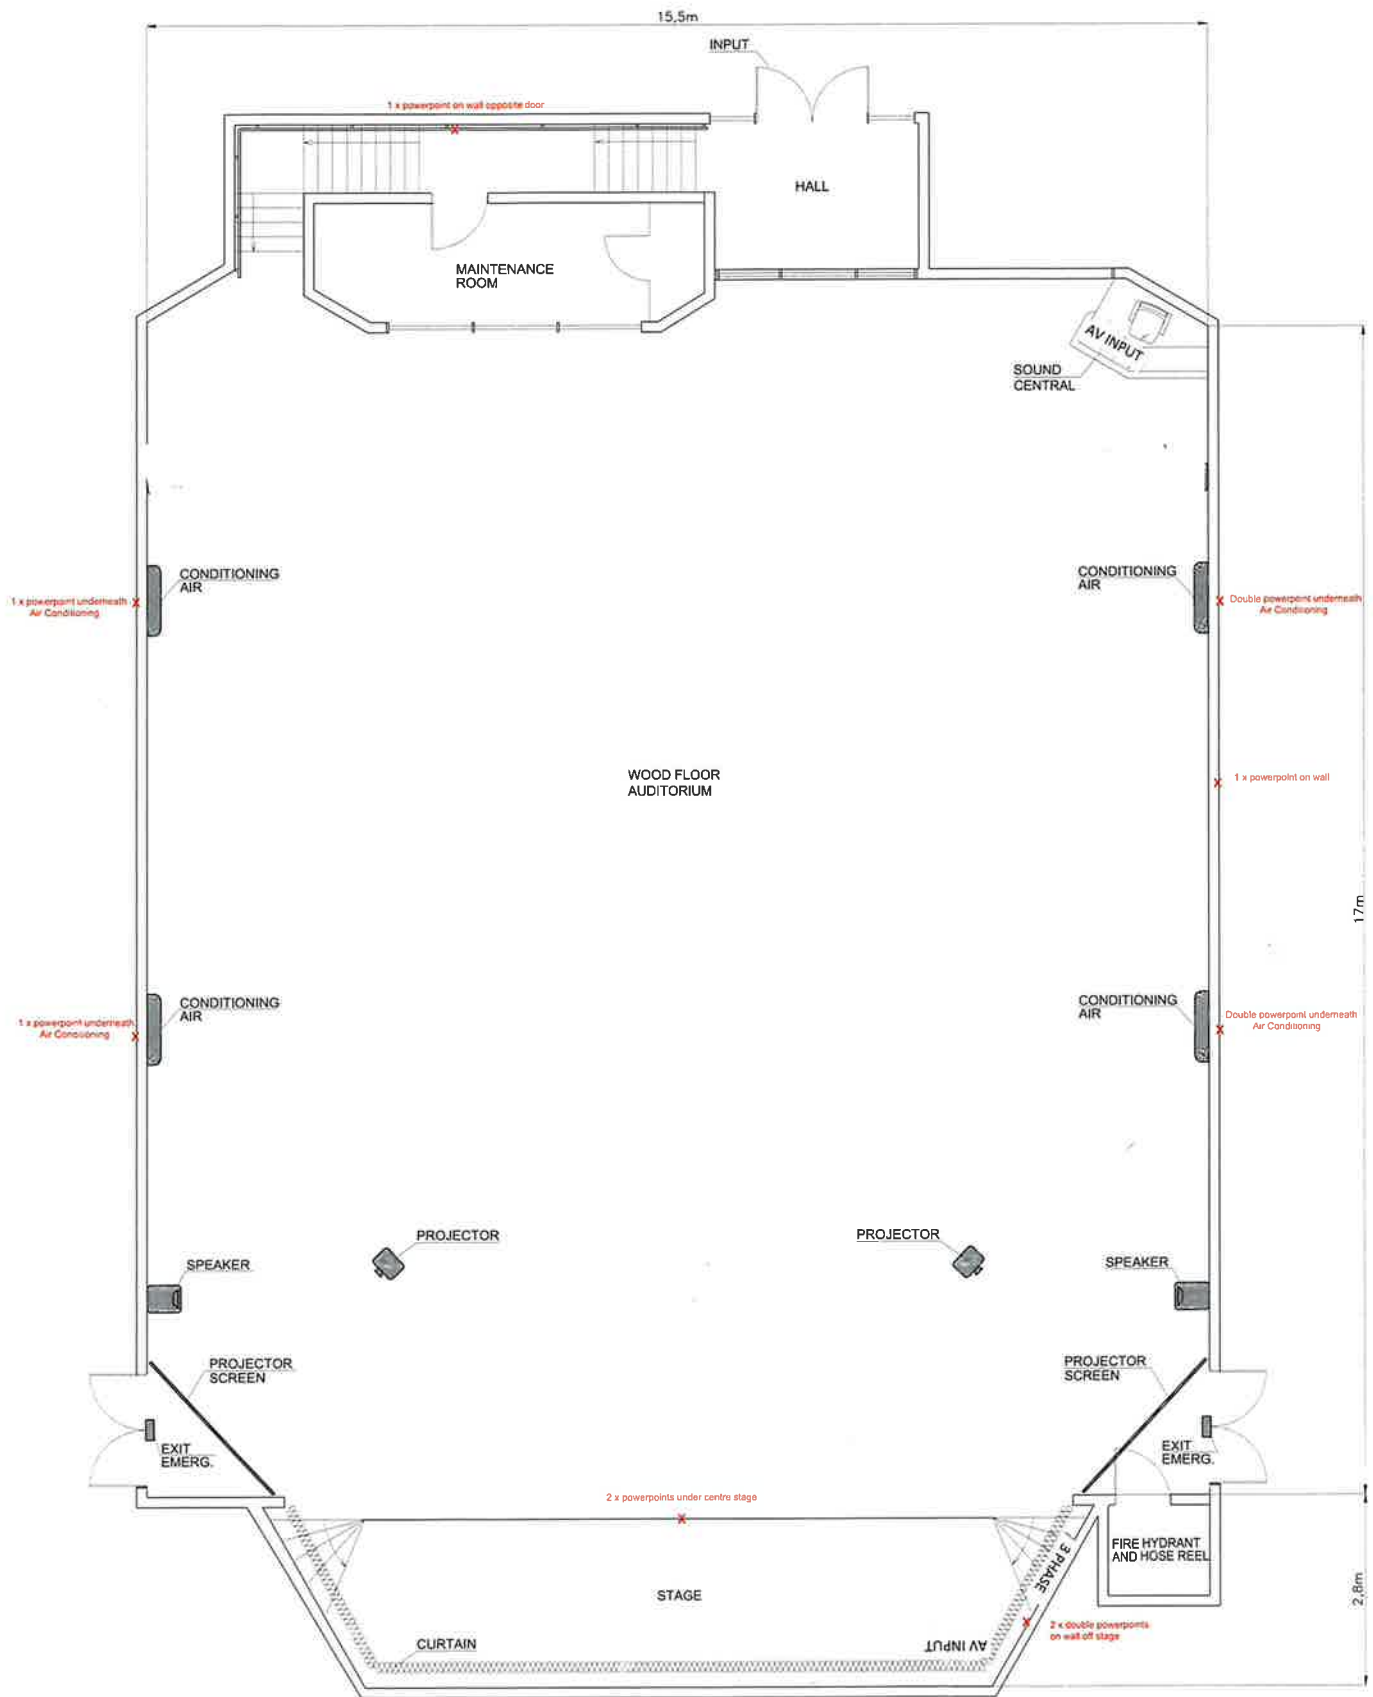 15,5m
INPUT
1 x powerpoint on wall opposite door
HALL
MAINTENANCE
ROOM
AV INPUT
SOUND
CENTRAL
CONDITIONING
AIR
CONDITIONING
AIR
1 x powerpoint underneath
Air Conditioning
Double powerpoint underneath
Air Conditioning
WOOD FLOOR
AUDITORIUM
1 x powerpoint on wall
17m
CONDITIONING
AIR
CONDITIONING
AIR
1 x powerpoint underneath
Air Conditioning
Double powerpoint underneath
Air Conditioning
PROJECTOR
PROJECTOR
SPEAKER
SPEAKER
PROJECTOR
SCREEN
PROJECTOR
SCREEN
EXIT
EMERG.
EXIT
EMERG.
2 x powerpoints under centre stage
3 PHASE
FIRE HYDRANT
AND HOSE REEL
STAGE
2,8m
2 x double powerpoints
on wall off stage
CURTAIN
AV INPUT